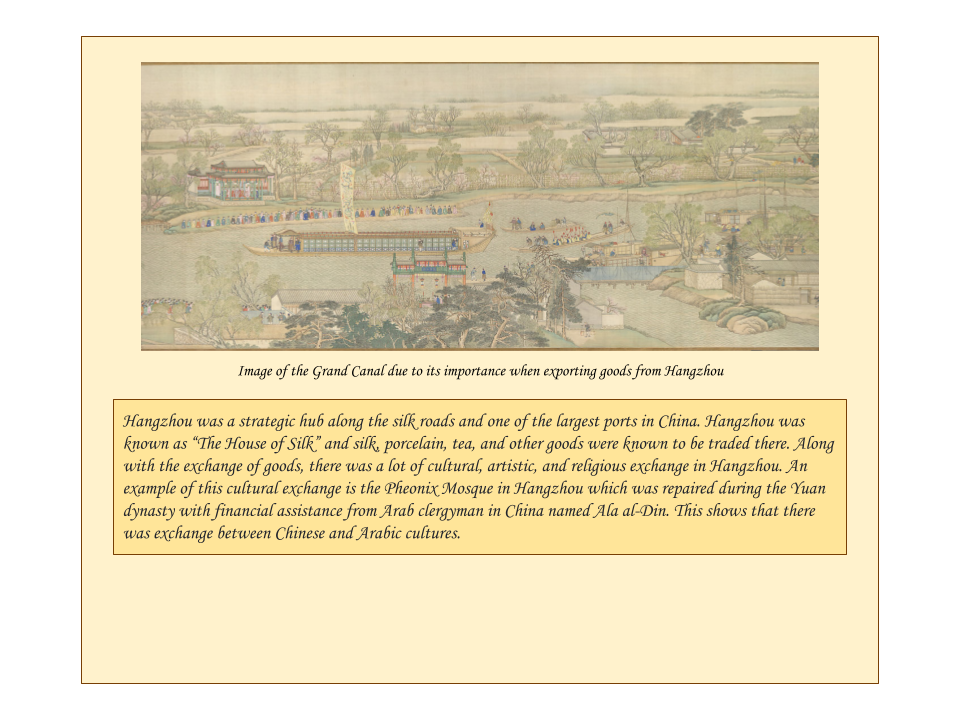 Image of the Grand Canal due to its importance when exporting goods from Hangzhou
Hangzhou was a strategic hub along the silk roads and one of the largest ports in China. Hangzhou was
known as “The House of Silk” and silk, porcelain, tea, and other goods were known to be traded there. Along
with the exchange of goods, there was a lot of cultural, artistic, and religious exchange in Hangzhou. An
example of this cultural exchange is the Pheonix Mosque in Hangzhou which was repaired during the Yuan
dynasty with financial assistance from Arab clergyman in China named Ala al-Din. This shows that there
was exchange between Chinese and Arabic cultures.